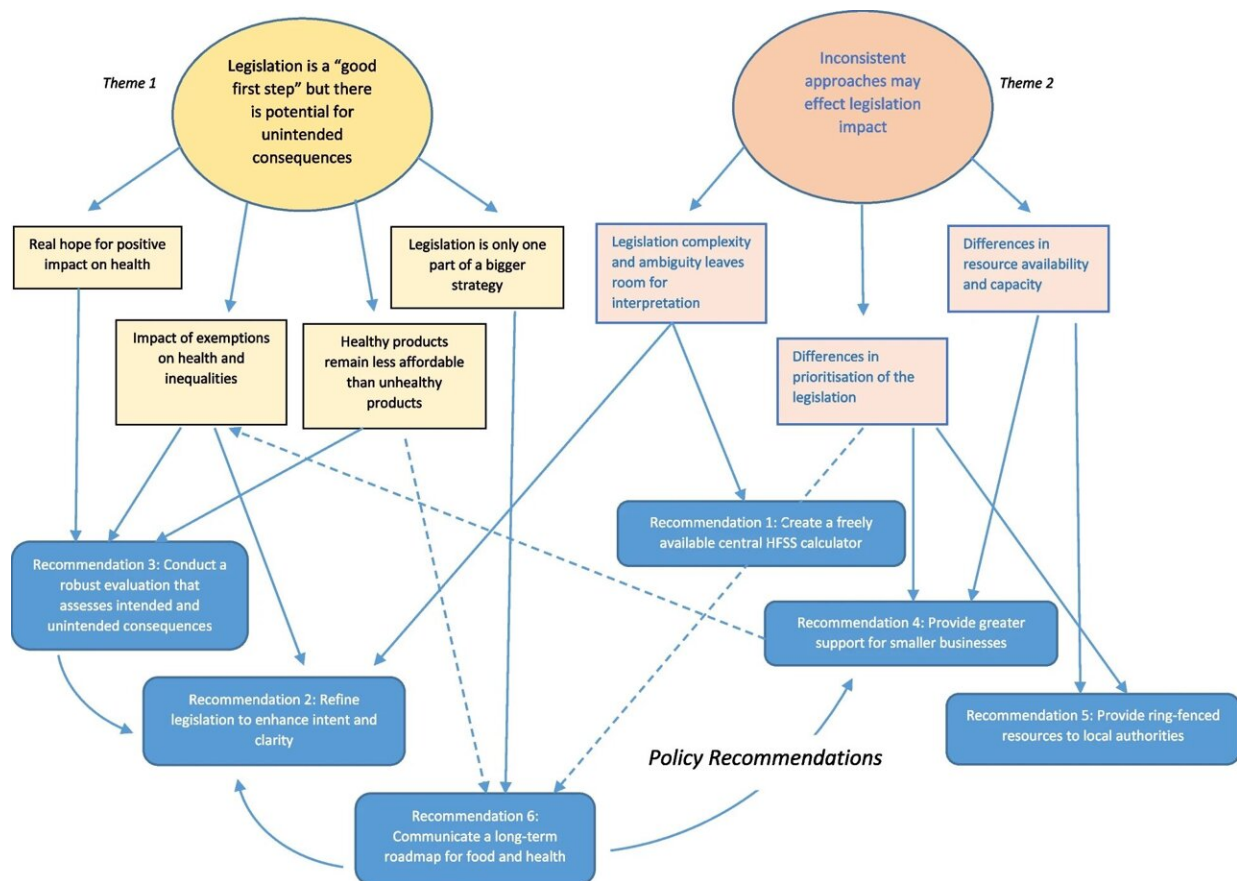 Theme 1
Legislation is a “good
first step” but there
is potential for
unintended
consequences
Inconsistent
approaches may
effect legislation
impact
Theme 2
Real hope for positive
impact on health
Legislation is only one
part of a bigger
strategy
Legislation complexity
and ambiguity leaves
room for
interpretation
Differences in
resource availability
and capacity
Impact of exemptions
on health and
inequalities
Healthy products
remain less affordable
than unhealthy
products
Differences in
prioritisation of the
legislation
Recommendation 1: Create a freely
available central HFSS calculator
Recommendation 3: Conduct a
robust evaluation that
assesses intended and
unintended consequences
Recommendation 4: Provide greater
support for smaller businesses
Recommendation 2: Refine
legislation to enhance intent and
clarity
Recommendation 5: Provide ring-fenced
resources to local authorities
Policy Recommendations
Recommendation 6:
Communicate a long-term
roadmap for food and health